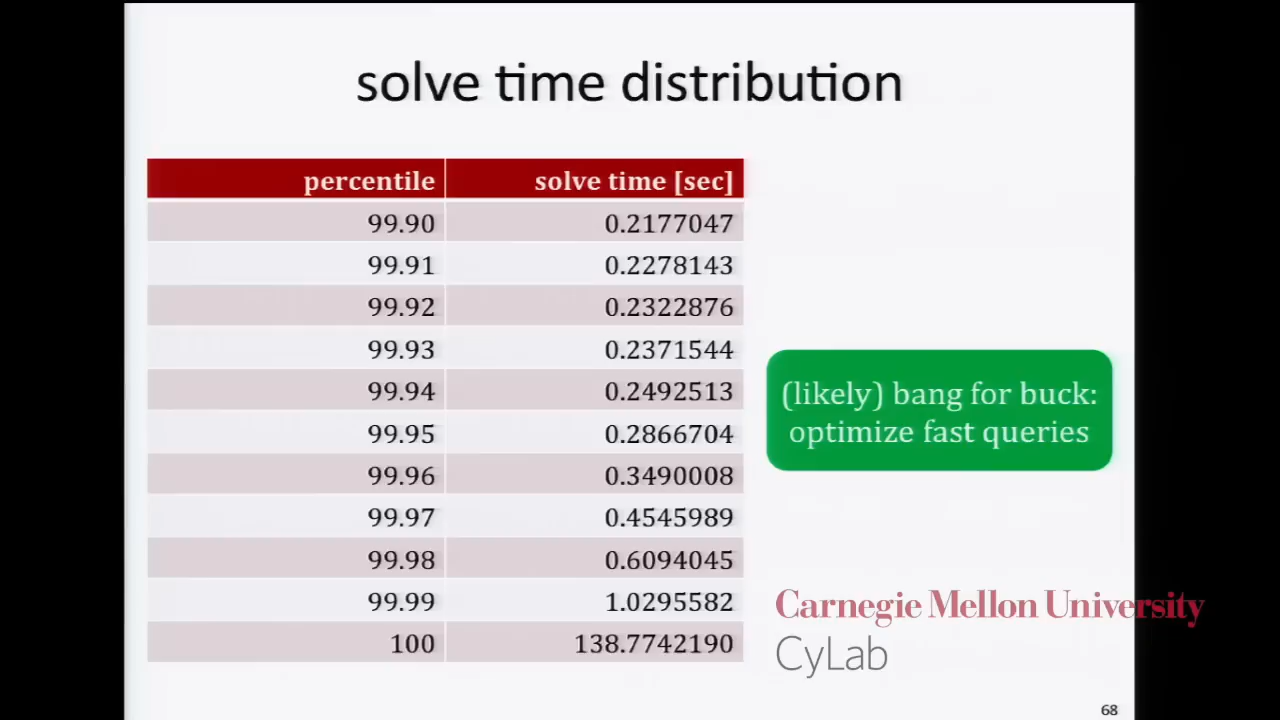 solve time distribution
percentile solve time [sec]
99.90 0.2177047
99.91 0.2278143
99.92 0.2322876
99.93 0.2371544
99.94 0.2492513
99.95 0.2866704
99.96 0.3490008
99.97 0.4545989
99.98 0.6094045
99.99 1.0295582
100 138.7742190
(likely) bang for buck:
optimize fast queries
Carnegie Mellon University
CyLab
68